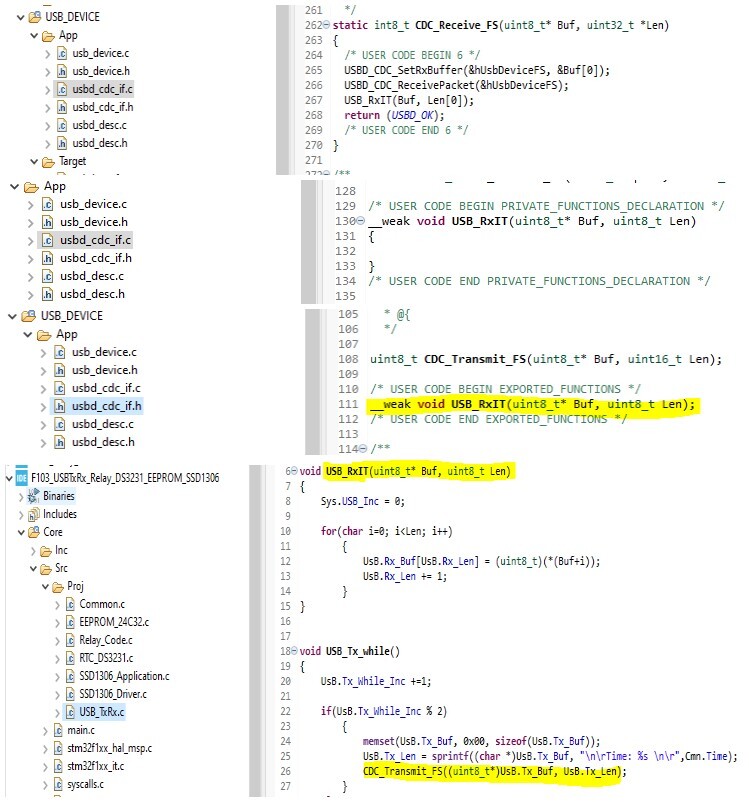 USB_DEVICE
App
usb_device.c
usb_device.h
usbd_cdc_if.c
usbd_cdc_if.h
usbd_desc.c
usbd_desc.h
Target
261 */
262 static int8_t CDC_Receive_FS(uint8_t* Buf, uint32_t *Len)
263 {
264 /* USER CODE BEGIN 6 */
265 USBD_CDC_SetRxBuffer(&hUsbDeviceFS, &Buf[0]);
266 USBD_CDC_ReceivePacket(&hUsbDeviceFS);
267 USB_RxIT(Buf, Len[0]);
268 return (USBD_OK);
269 /* USER CODE END 6 */
270 }
271
272 /**
App
usb_device.c
usb_device.h
usbd_cdc_if.c
usbd_cdc_if.h
usbd_desc.c
usbd_desc.h
128
129 /* USER CODE BEGIN PRIVATE_FUNCTIONS_DECLARATION */
130 __weak void USB_RxIT(uint8_t* Buf, uint8_t Len)
131 {
132
133 }
134 /* USER CODE END PRIVATE_FUNCTIONS_DECLARATION */
135
USB_DEVICE
App
usb_device.c
usb_device.h
usbd_cdc_if.c
usbd_cdc_if.h
usbd_desc.c
usbd_desc.h
105 * @{
106 */
107
108 uint8_t CDC_Transmit_FS(uint8_t* Buf, uint16_t Len);
109
110 /* USER CODE BEGIN EXPORTED_FUNCTIONS */
111 __weak void USB_RxIT(uint8_t* Buf, uint8_t Len);
112 /* USER CODE END EXPORTED_FUNCTIONS */
113
114 /**
IDE F103_USBTxRx_Relay_DS3231_EEPROM_SSD1306
Binaries
Includes
Core
Inc
Src
Proj
Common.c
EEPROM_24C32.c
Relay_Code.c
RTC_DS3231.c
SSD1306_Application.c
SSD1306_Driver.c
USB_TxRx.c
main.c
stm32f1xx_hal_msp.c
stm32f1xx_it.c
syscalls.c
6 void USB_RxIT(uint8_t* Buf, uint8_t Len)
7 {
8 Sys.USB_Inc = 0;
9
10 for(char i=0; i<Len; i++)
11 {
12 UsB.Rx_Buf[UsB.Rx_Len] = (uint8_t)(*(Buf+i));
13 UsB.Rx_Len += 1;
14 }
15 }
16
17
18 void USB_Tx_while()
19 {
20 UsB.Tx_While_Inc +=1;
21
22 if(UsB.Tx_While_Inc % 2)
23 {
24 memset(UsB.Tx_Buf, 0x00, sizeof(UsB.Tx_Buf));
25 UsB.Tx_Len = sprintf((char *)UsB.Tx_Buf, "\n\rTime: %s \n\r",Cmn.Time);
26 CDC_Transmit_FS((uint8_t*)UsB.Tx_Buf, UsB.Tx_Len);
27 }